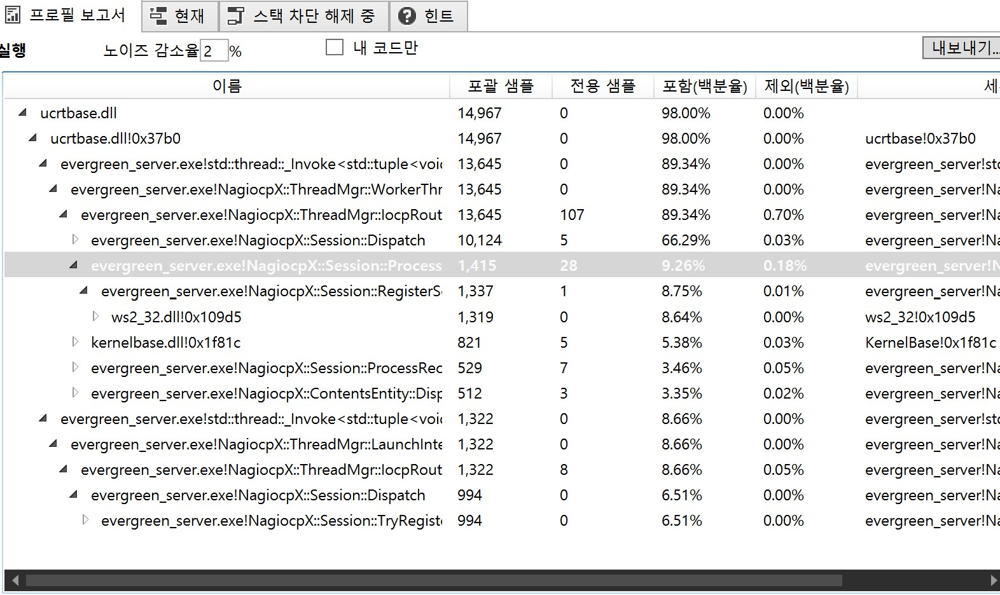 프로필 보고서 현재 스택 차단 해제 중 힌트
실행 노이즈 감소율 2 % 내 코드만 내보내기...
이름 포괄 샘플 전용 샘플 포함(백분율) 제외(백분율)
ucrtbase.dll 14,967 0 98.00% 0.00%
ucrtbase.dll!0x37b0 14,967 0 98.00% 0.00% ucrtbase!0x37b0
evergreen_server.exe!std::thread::_Invoke<std::tuple<voi 13,645 0 89.34% 0.00% evergreen_server!st
evergreen_server.exe!NagiocpX::ThreadMgr::WorkerThr 13,645 0 89.34% 0.00% evergreen_server!Na
evergreen_server.exe!NagiocpX::ThreadMgr::IocpRout 13,645 107 89.34% 0.70% evergreen_server!Na
evergreen_server.exe!NagiocpX::Session::Dispatch 10,124 5 66.29% 0.03% evergreen_server!Na
evergreen_server.exe!NagiocpX::Session::Process 1,415 28 9.26% 0.18% evergreen_server!N
evergreen_server.exe!NagiocpX::Session::RegisterS 1,337 1 8.75% 0.01% evergreen_server!Na
ws2_32.dll!0x109d5 1,319 0 8.64% 0.00% ws2_32!0x109d5
kernelbase.dll!0x1f81c 821 5 5.38% 0.03% KernelBase!0x1f81c
evergreen_server.exe!NagiocpX::Session::ProcessRec 529 7 3.46% 0.05% evergreen_server!Na
evergreen_server.exe!NagiocpX::ContentsEntity::Disp 512 3 3.35% 0.02% evergreen_server!Na
evergreen_server.exe!std::thread::_Invoke<std::tuple<voi 1,322 0 8.66% 0.00% evergreen_server!st
evergreen_server.exe!NagiocpX::ThreadMgr::LaunchInte 1,322 0 8.66% 0.00% evergreen_server!Na
evergreen_server.exe!NagiocpX::ThreadMgr::IocpRout 1,322 8 8.66% 0.05% evergreen_server!Na
evergreen_server.exe!NagiocpX::Session::Dispatch 994 0 6.51% 0.00% evergreen_server!Na
evergreen_server.exe!NagiocpX::Session::TryRegist 994 0 6.51% 0.00% evergreen_server!Na